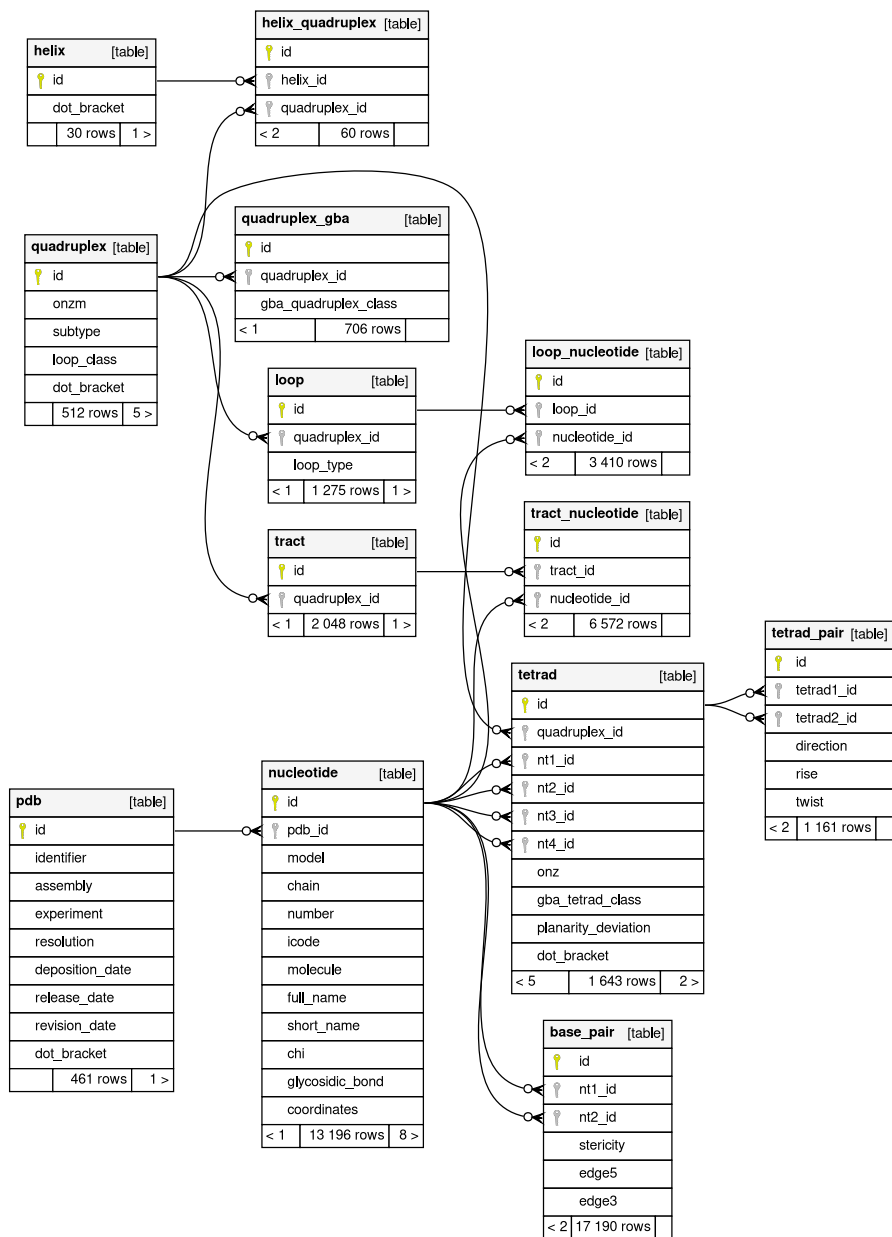 helix [table]
id
dot_bracket
30 rows 1 >
helix_quadruplex [table]
id
helix_id
quadruplex_id
< 2 60 rows
quadruplex [table]
id
onzm
subtype
loop_class
dot_bracket
512 rows 5 >
quadruplex_gba [table]
id
quadruplex_id
gba_quadruplex_class
< 1 706 rows
loop [table]
id
quadruplex_id
loop_type
< 1 1 275 rows 1 >
loop_nucleotide [table]
id
loop_id
nucleotide_id
< 2 3 410 rows
tract [table]
id
quadruplex_id
< 1 2 048 rows 1 >
tract_nucleotide [table]
id
tract_id
nucleotide_id
< 2 6 572 rows
tetrad [table]
id
quadruplex_id
nt1_id
nt2_id
nt3_id
nt4_id
onz
gba_tetrad_class
planarity_deviation
dot_bracket
< 5 1 643 rows 2 >
tetrad_pair [table]
id
tetrad1_id
tetrad2_id
direction
rise
twist
< 2 1 161 rows
pdb [table]
id
identifier
assembly
experiment
resolution
deposition_date
release_date
revision_date
dot_bracket
461 rows 1 >
nucleotide [table]
id
pdb_id
model
chain
number
icode
molecule
full_name
short_name
chi
glycosidic_bond
coordinates
< 1 13 196 rows 8 >
base_pair [table]
id
nt1_id
nt2_id
stericity
edge5
edge3
< 2 17 190 rows